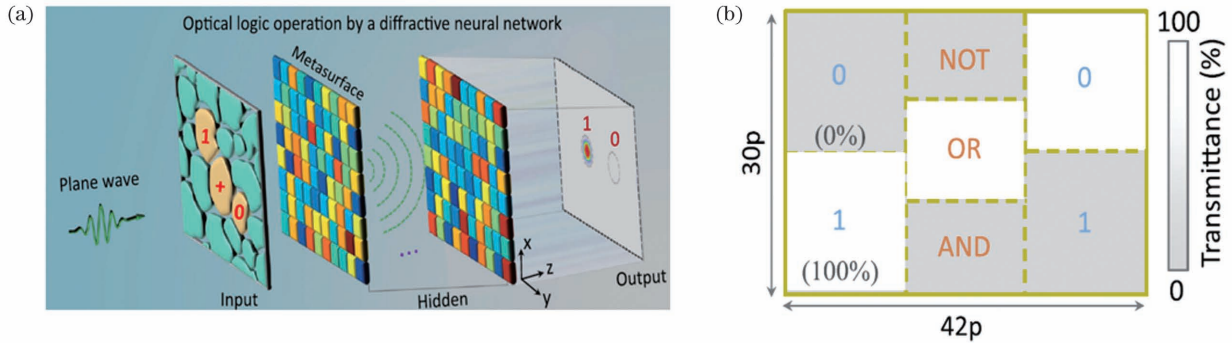 (a)
Optical logic operation by a diffractive neural network
Metasurface
Plane wave
1
+
0
1
0
...
x
z
y
Input
Hidden
Output
(b)
30p
0
(0%)
1
(100%)
NOT
OR
AND
0
1
42p
100
Transmittance (%)
0